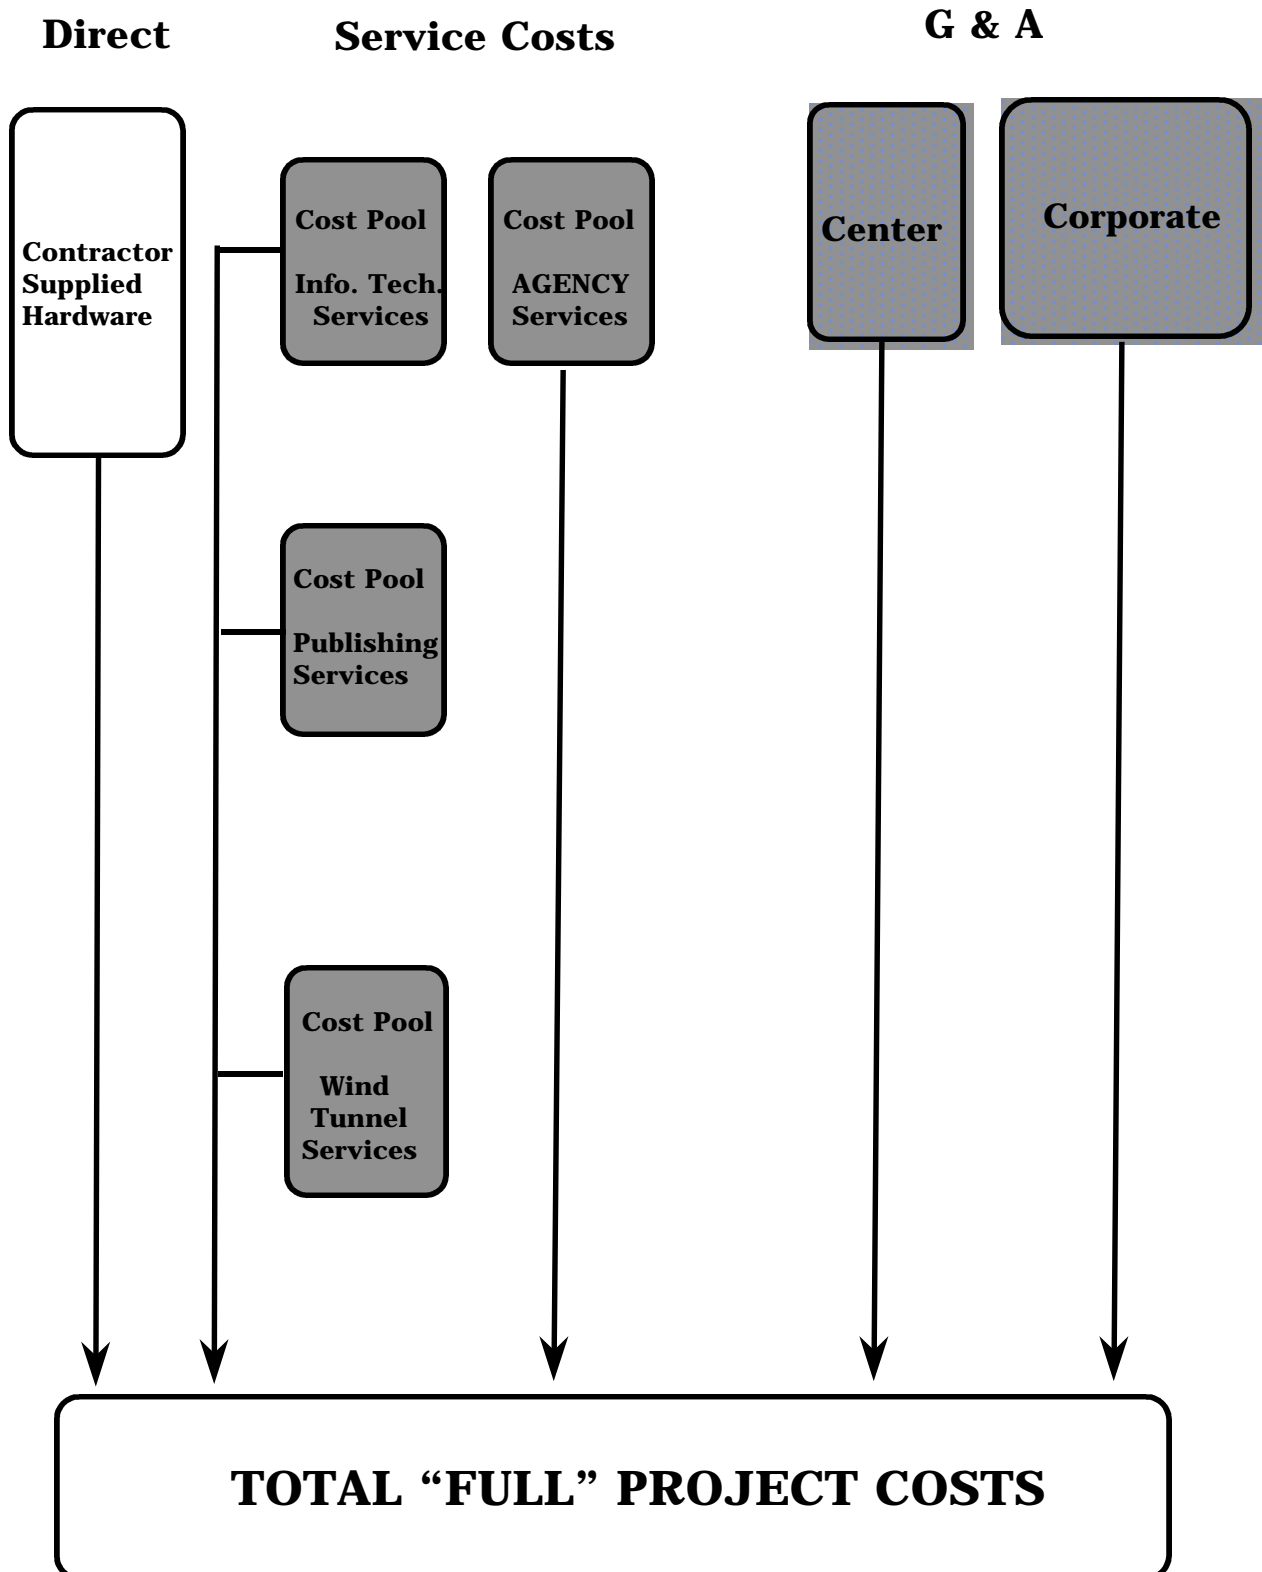 Direct
Service Costs
G & A
Contractor
Supplied
Hardware
Cost Pool
Info. Tech.
Services
Cost Pool
AGENCY
Services
Center
Corporate
Cost Pool
Publishing
Services
Cost Pool
Wind
Tunnel
Services
TOTAL “FULL” PROJECT COSTS